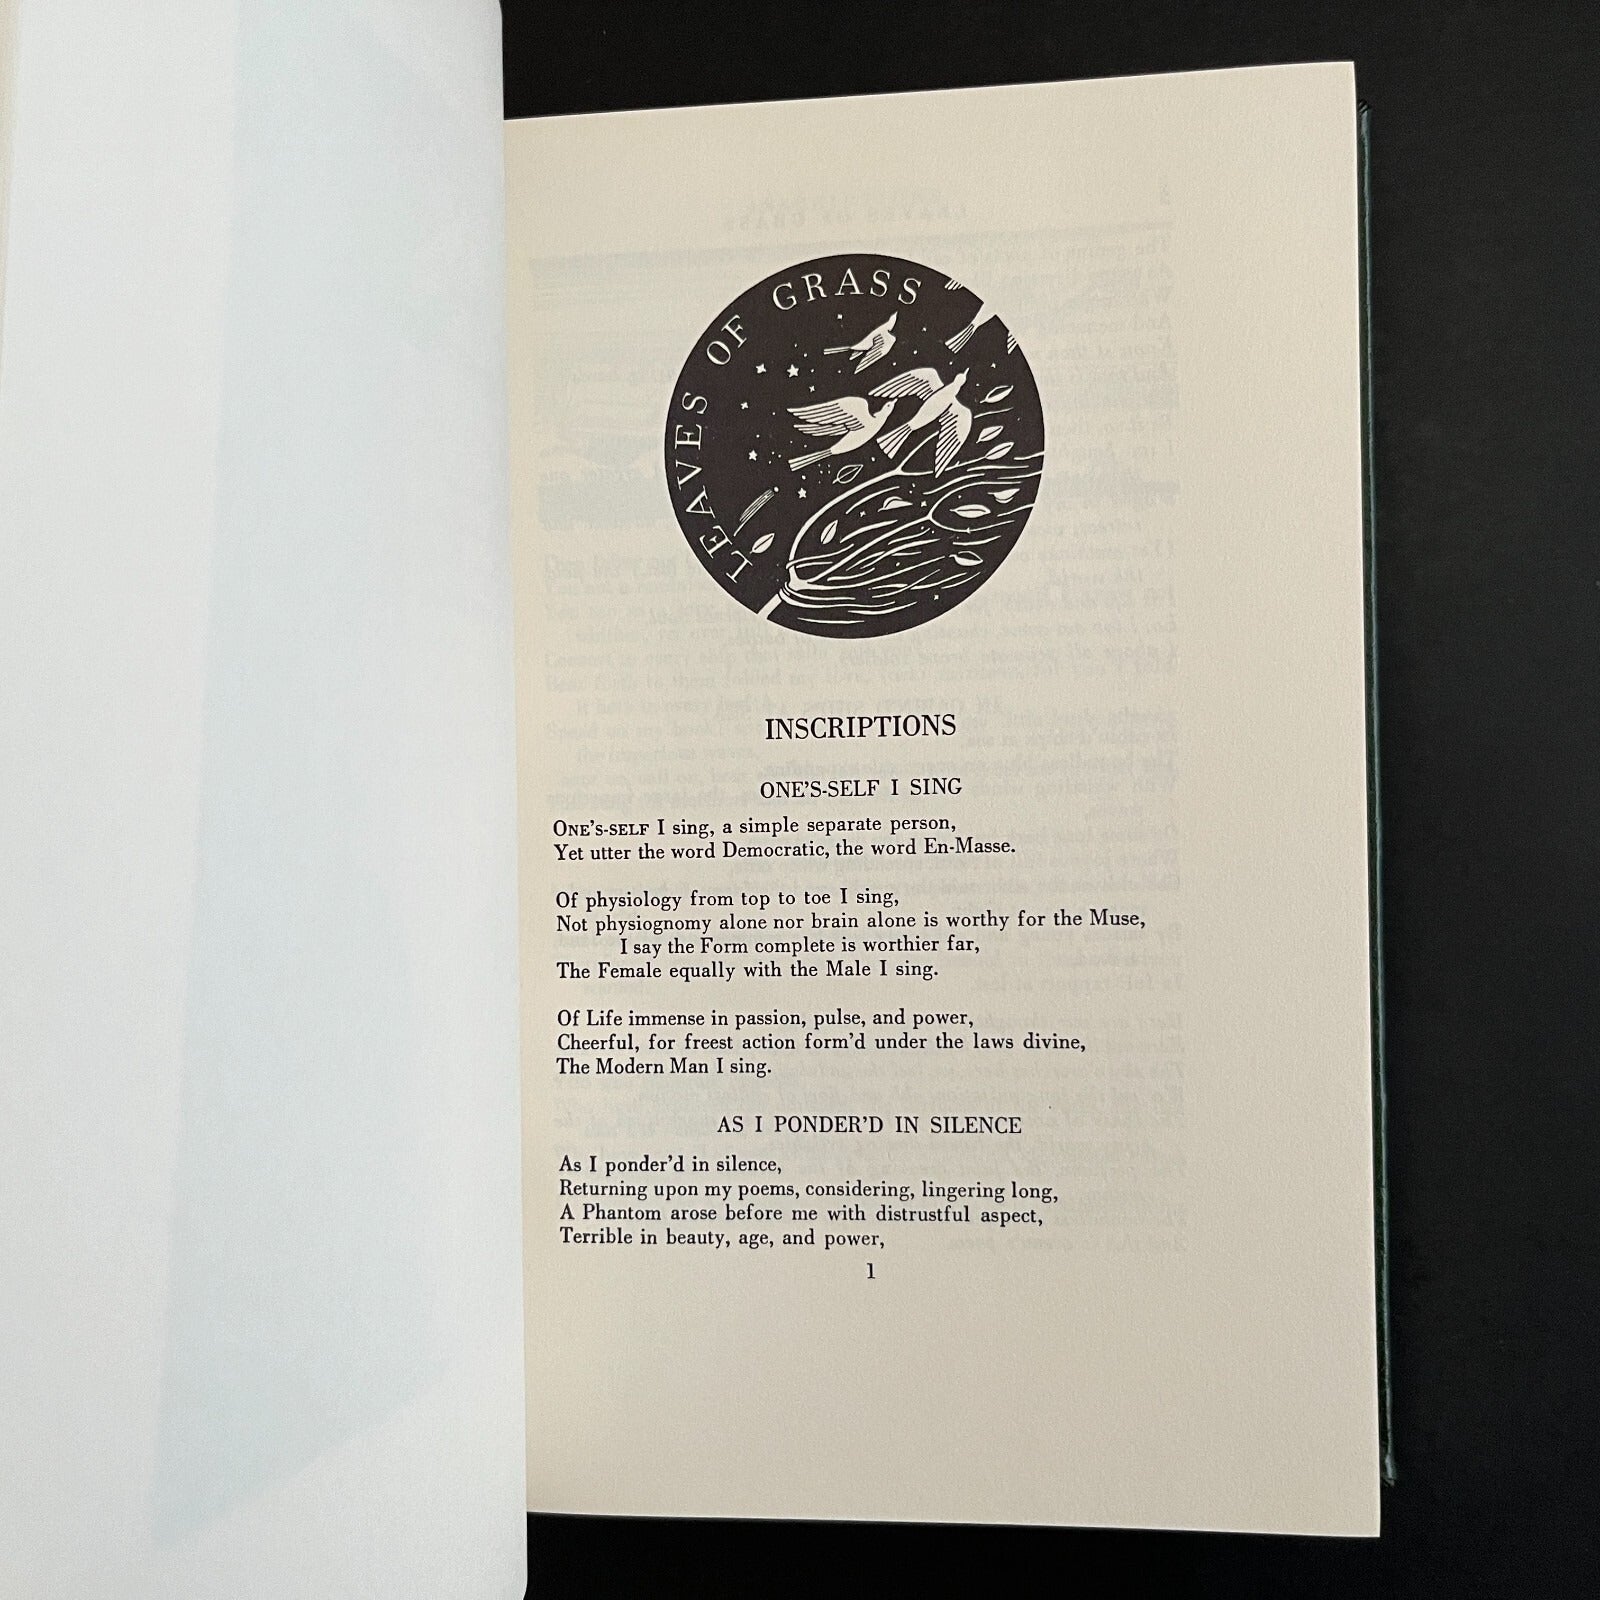 LEAVES OF GRASS
INSCRIPTIONS
ONE'S-SELF I SING
ONE'S-SELF I sing, a simple separate person,
Yet utter the word Democratic, the word En-Masse.
Of physiology from top to toe I sing,
Not physiognomy alone nor brain alone is worthy for the Muse,
I say the Form complete is worthier far,
The Female equally with the Male I sing.
Of Life immense in passion, pulse, and power,
Cheerful, for freest action form'd under the laws divine,
The Modern Man I sing.
AS I PONDER'D IN SILENCE
As I ponder'd in silence,
Returning upon my poems, considering, lingering long,
A Phantom arose before me with distrustful aspect,
Terrible in beauty, age, and power,
1